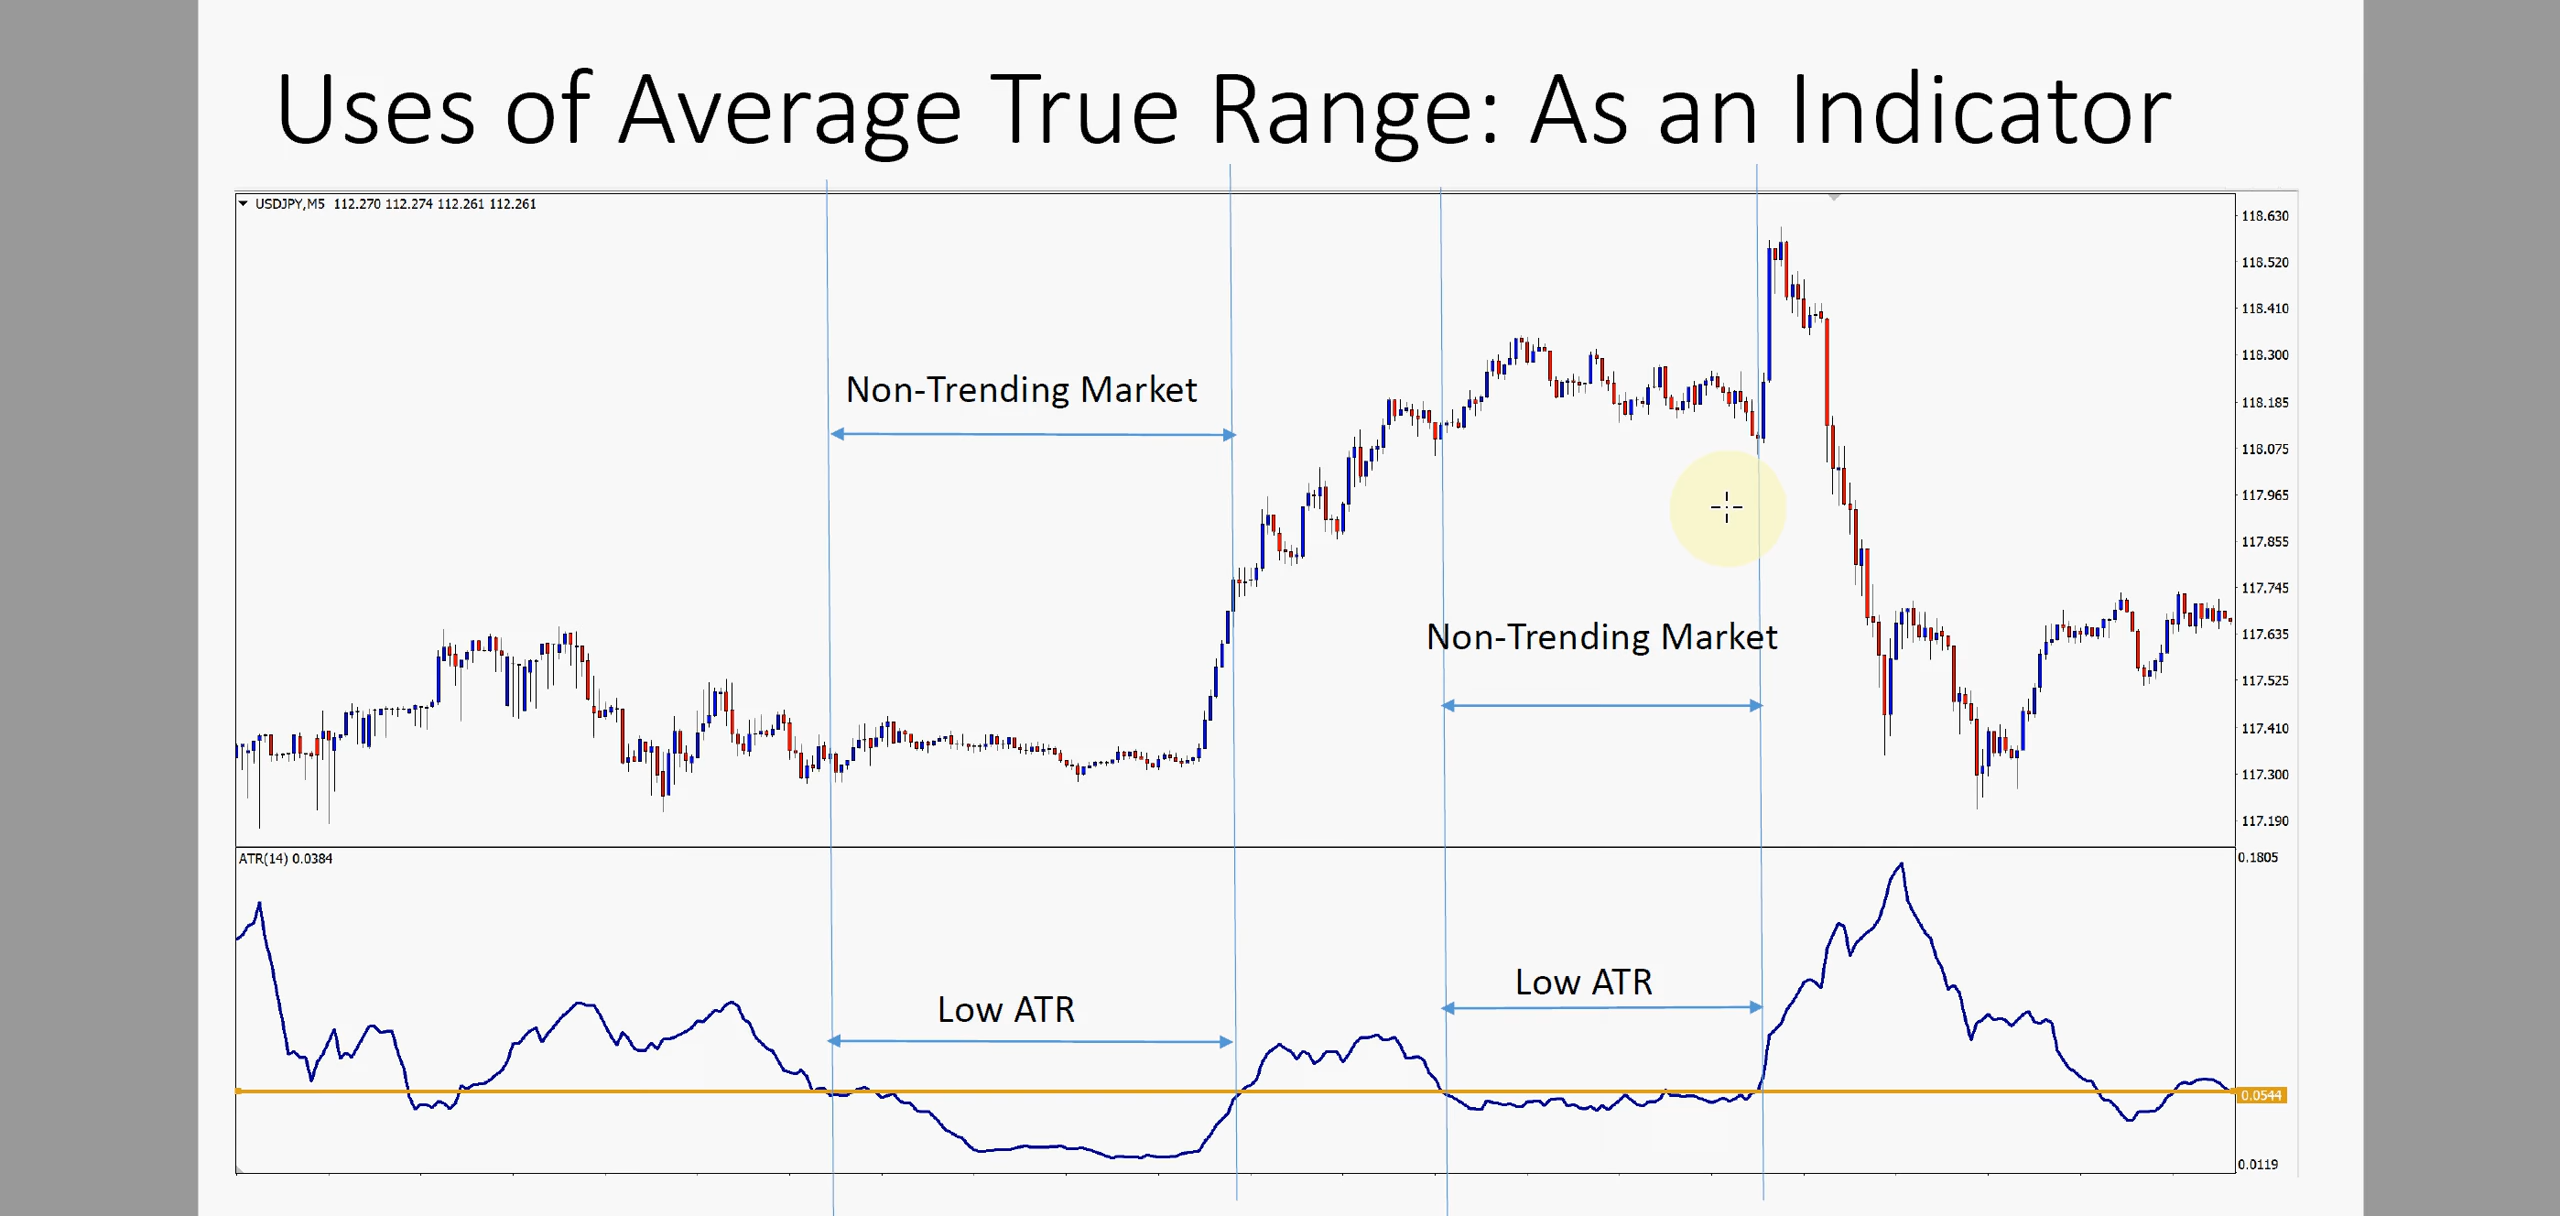 Uses of Average True Range: As an Indicator
USDJPY,M5 112.270 112.274 112.261 112.261
118.630
118.520
118.410
118.300
118.185
118.075
117.965
117.855
117.745
117.635
117.525
117.410
117.300
117.190
Non-Trending Market
Non-Trending Market
ATR(14) 0.0384
0.1805
Low ATR
Low ATR
0.0544
0.0119